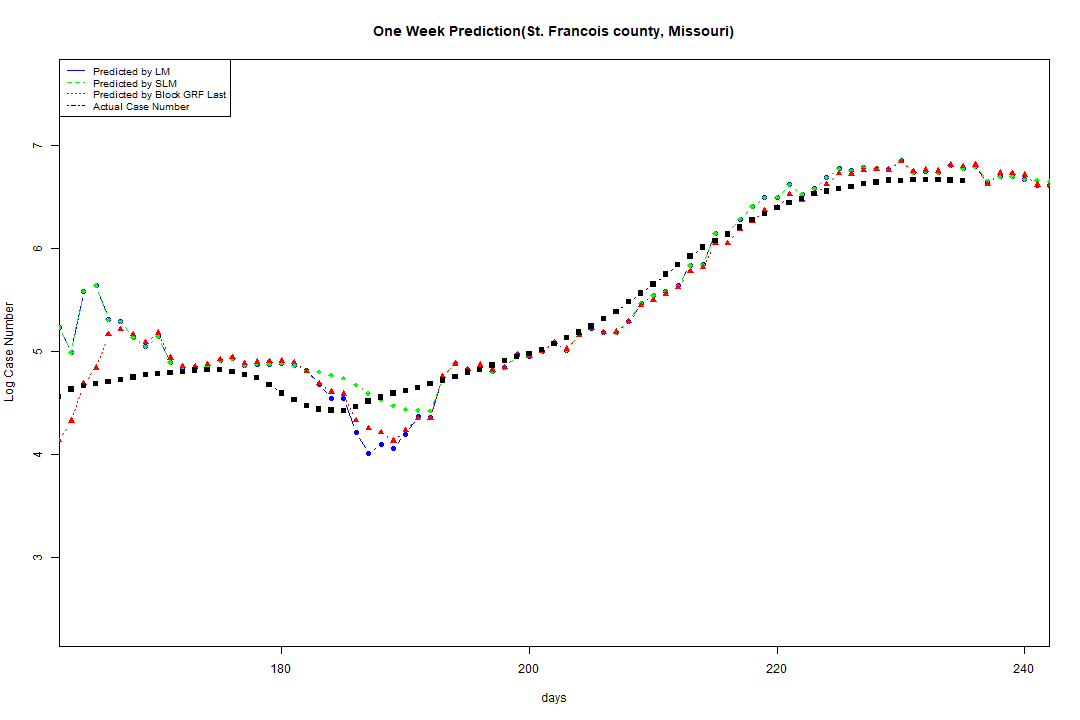 One Week Prediction(St. Francois county, Missouri)
Predicted by LM
Predicted by SLM
Predicted by Block GRF Last
Actual Case Number
7
6
5
4
3
Log Case Number
180 200 220 240
days